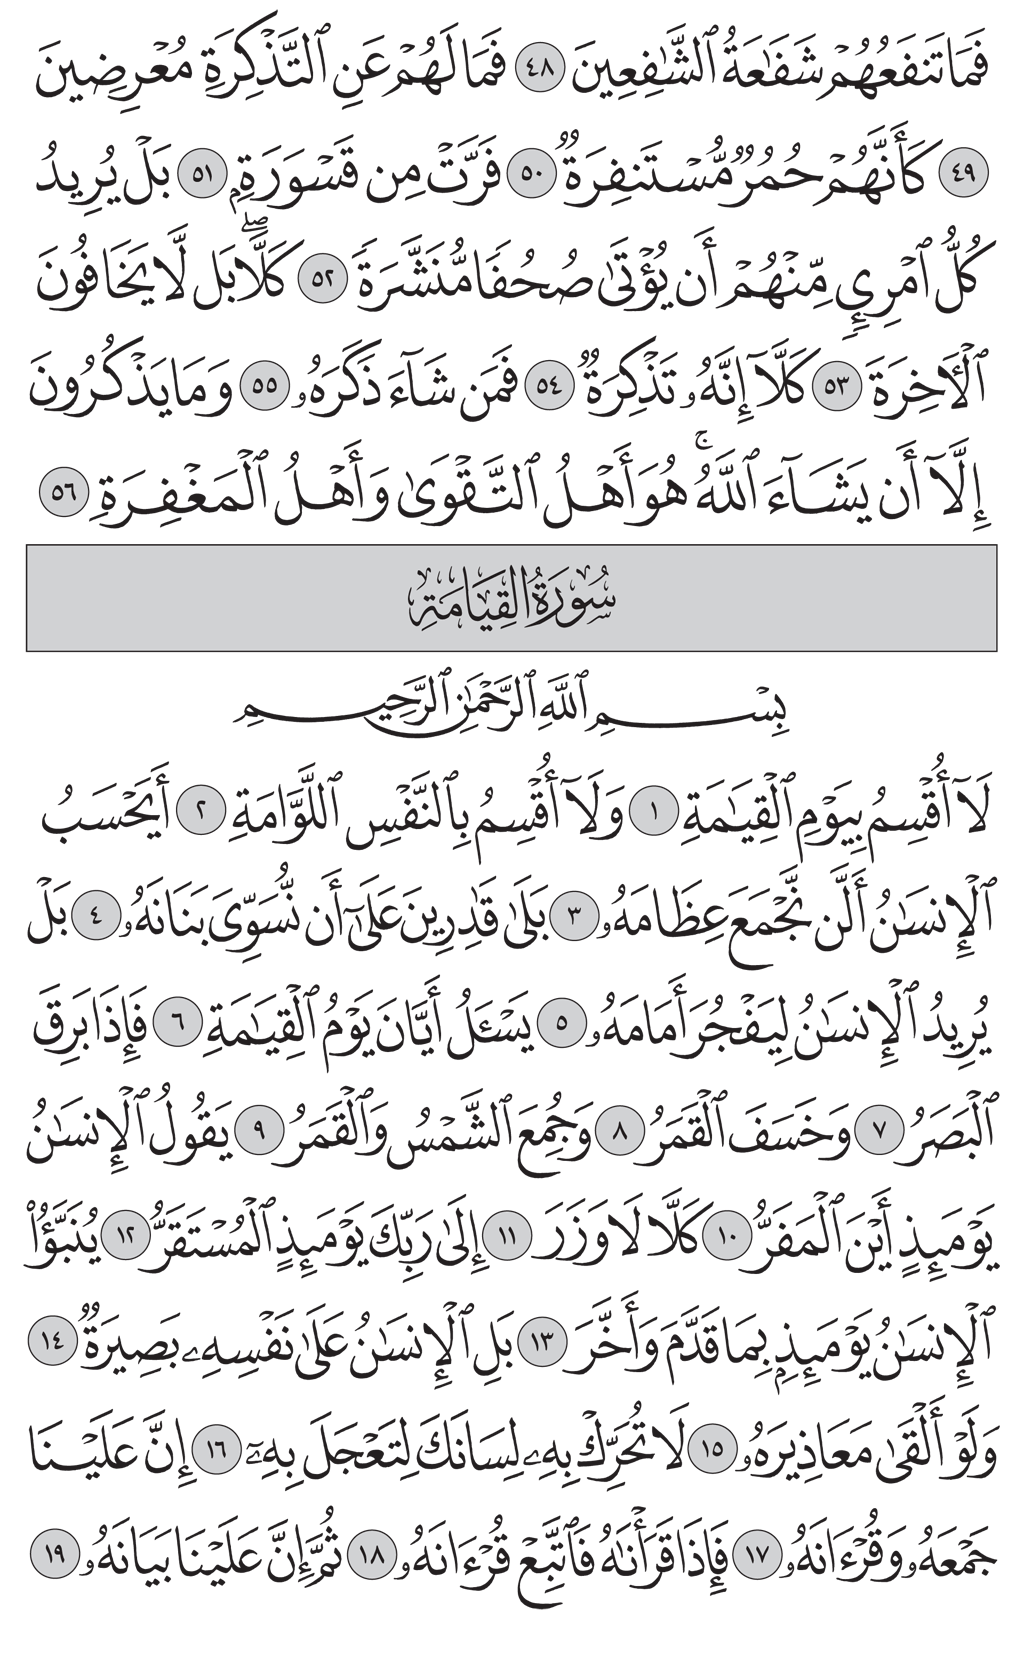 فَمَا تَنفَعُهُمۡ شَفَٰعَةُ ٱلشَّٰفِعِينَ ٤٨ فَمَا لَهُمۡ عَنِ ٱلتَّذۡكِرَةِ مُعۡرِضِينَ
٤٩ كَأَنَّهُمۡ حُمُرٞ مُّسۡتَنفِرَةٞ ٥٠ فَرَّتۡ مِن قَسۡوَرَةِۭ ٥١ بَلۡ يُرِيدُ
كُلُّ ٱمۡرِيٕٖ مِّنۡهُمۡ أَن يُؤۡتَىٰ صُحُفٗا مُّنَشَّرَةٗ ٥٢ كَلَّاۖ بَل لَّا يَخَافُونَ
ٱلۡأٓخِرَةَ ٥٣ كَلَّآ إِنَّهُۥ تَذۡكِرَةٞ ٥٤ فَمَن شَآءَ ذَكَرَهُۥ ٥٥ وَمَا يَذۡكُرُونَ
إِلَّآ أَن يَشَآءَ ٱللَّهُۚ هُوَ أَهۡلُ ٱلتَّقۡوَىٰ وَأَهۡلُ ٱلۡمَغۡفِرَةِ ٥٦
سُورَةُ القِيَامَةِ
بِسۡمِ ٱللَّهِ ٱلرَّحۡمَٰنِ ٱلرَّحِيمِ
لَآ أُقۡسِمُ بِيَوۡمِ ٱلۡقِيَٰمَةِ ١ وَلَآ أُقۡسِمُ بِٱلنَّفۡسِ ٱللَّوَّامَةِ ٢ أَيَحۡسَبُ
ٱلۡإِنسَٰنُ أَلَّن نَّجۡمَعَ عِظَامَهُۥ ٣ بَلَىٰ قَٰدِرِينَ عَلَىٰٓ أَن نُّسَوِّيَ بَنَانَهُۥ ٤ بَلۡ
يُرِيدُ ٱلۡإِنسَٰنُ لِيَفۡجُرَ أَمَامَهُۥ ٥ يَسۡـَٔلُ أَيَّانَ يَوۡمُ ٱلۡقِيَٰمَةِ ٦ فَإِذَا بَرِقَ
ٱلۡبَصَرُ ٧ وَخَسَفَ ٱلۡقَمَرُ ٨ وَجُمِعَ ٱلشَّمۡسُ وَٱلۡقَمَرُ ٩ يَقُولُ ٱلۡإِنسَٰنُ
يَوۡمَئِذٍ أَيۡنَ ٱلۡمَفَرُّ ١٠ كَلَّا لَا وَزَرَ ١١ إِلَىٰ رَبِّكَ يَوۡمَئِذٍ ٱلۡمُسۡتَقَرُّ ١٢ يُنَبَّؤُاْ
ٱلۡإِنسَٰنُ يَوۡمَئِذِۭ بِمَا قَدَّمَ وَأَخَّرَ ١٣ بَلِ ٱلۡإِنسَٰنُ عَلَىٰ نَفۡسِهِۦ بَصِيرَةٞ ١٤
وَلَوۡ أَلۡقَىٰ مَعَاذِيرَهُۥ ١٥ لَا تُحَرِّكۡ بِهِۦ لِسَانَكَ لِتَعۡجَلَ بِهِۦٓ ١٦ إِنَّ عَلَيۡنَا
جَمۡعَهُۥ وَقُرۡءَانَهُۥ ١٧ فَإِذَا قَرَأۡنَٰهُ فَٱتَّبِعۡ قُرۡءَانَهُۥ ١٨ ثُمَّ إِنَّ عَلَيۡنَا بَيَانَهُۥ ١٩